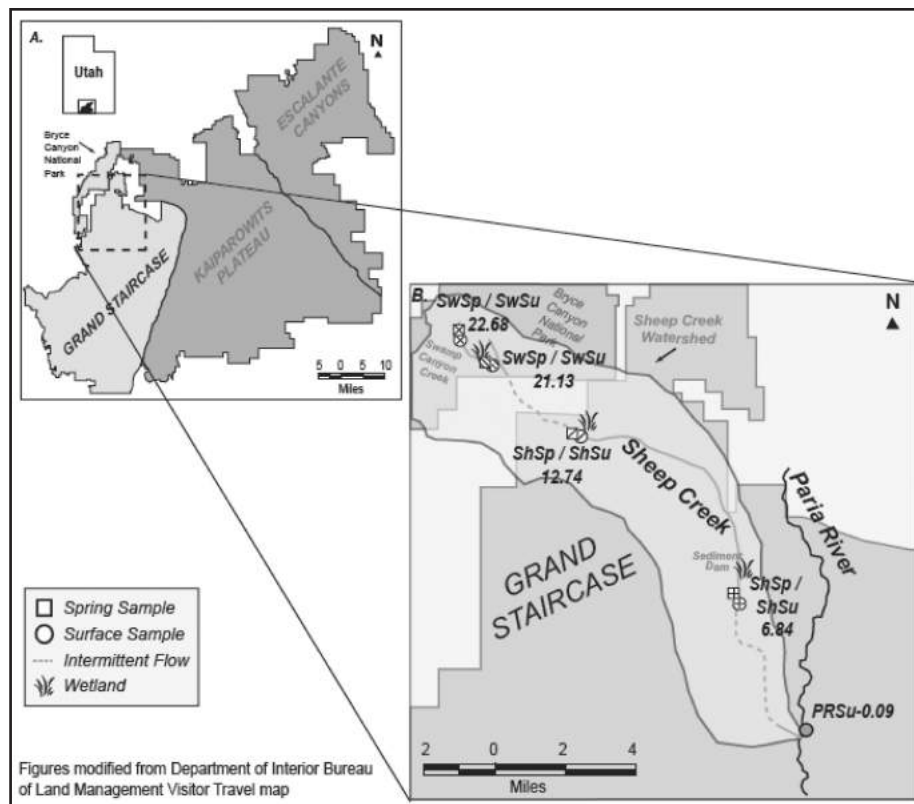 A.
N
Utah
Bryce
Canyon
National
Park
ESCALANTE
CANYONS
KAIPAROWITS
PLATEAU
GRAND STAIRCASE
5 0 5 10
Miles
B.
N
SwSp / SwSu
22.68
Bryce
Canyon
National
Park
Sheep Creek
Watershed
Swamp
Canyon
Creek
SwSp / SwSu
21.13
ShSp / ShSu
12.74
Sheep Creek
Paria River
GRAND
STAIRCASE
Sediment
Dam
ShSp /
ShSu
6.84
PRSu-0.09
2 0 2 4
Miles
Spring Sample
Surface Sample
Intermittent Flow
Wetland
Figures modified from Department of Interior Bureau
of Land Management Visitor Travel map